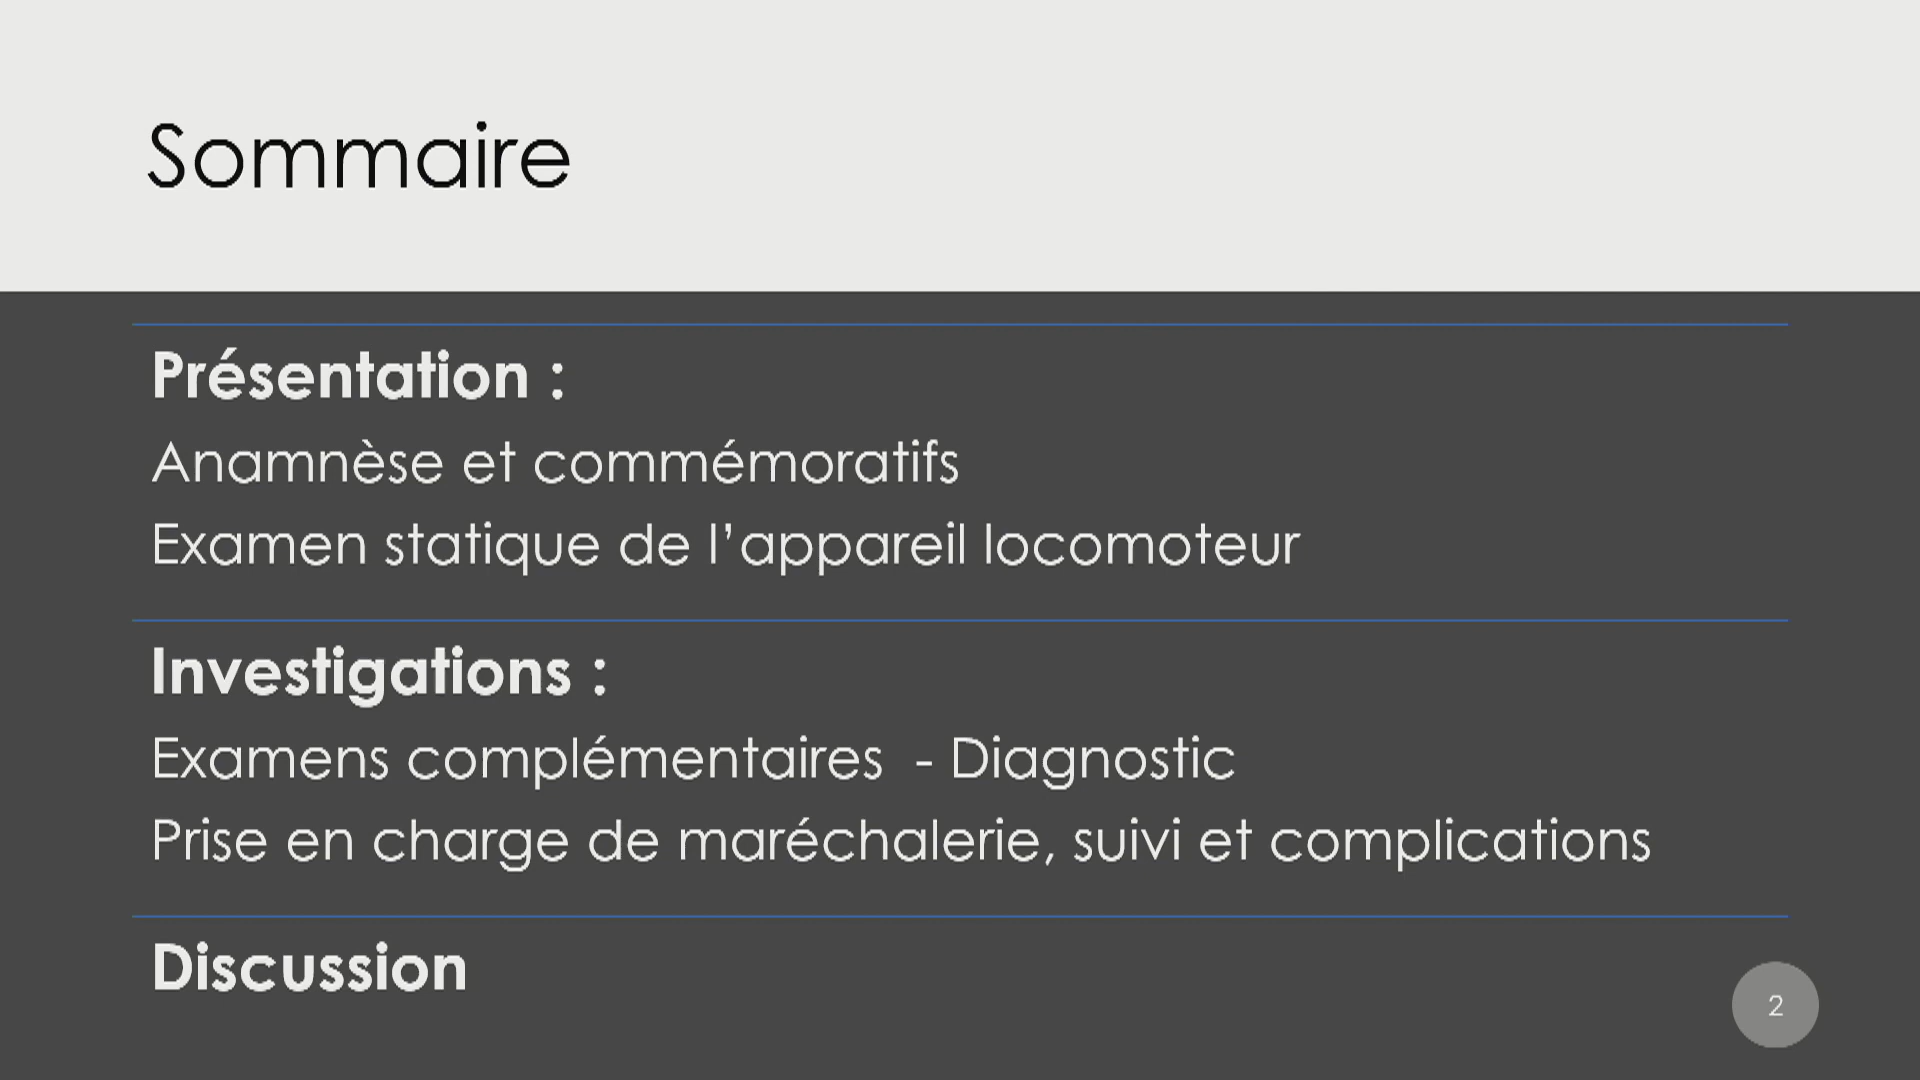 Sommaire
Présentation :
Anamnèse et commémoratifs
Examen statique de l’appareil locomoteur
Investigations :
Examens complémentaires  - Diagnostic
Prise en charge de maréchalerie, suivi et complications
Discussion
2